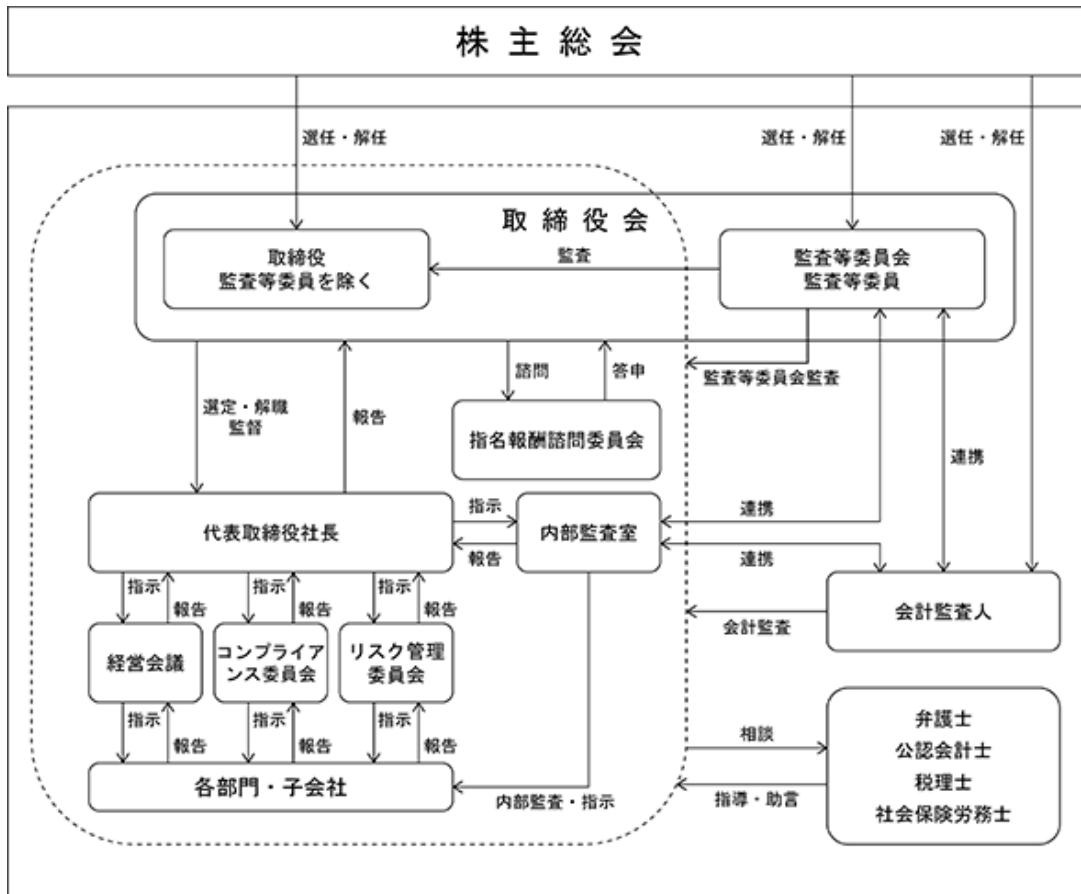 株主総会
選任・解任
選任・解任
選任・解任
取締役会
取締役
監査等委員を除く
監査
監査等委員会
監査等委員
監査等委員会監査
選定・解職
監督
報告
諮問
答申
指名報酬諮問委員会
連携
代表取締役社長
指示
報告
内部監査室
連携
連携
指示
報告
指示
報告
指示
報告
会計監査
会計監査人
経営会議
コンプライア
ンス委員会
リスク管理
委員会
指示
報告
指示
報告
指示
報告
各部門・子会社
内部監査・指示
相談
指導・助言
弁護士
公認会計士
税理士
社会保険労務士